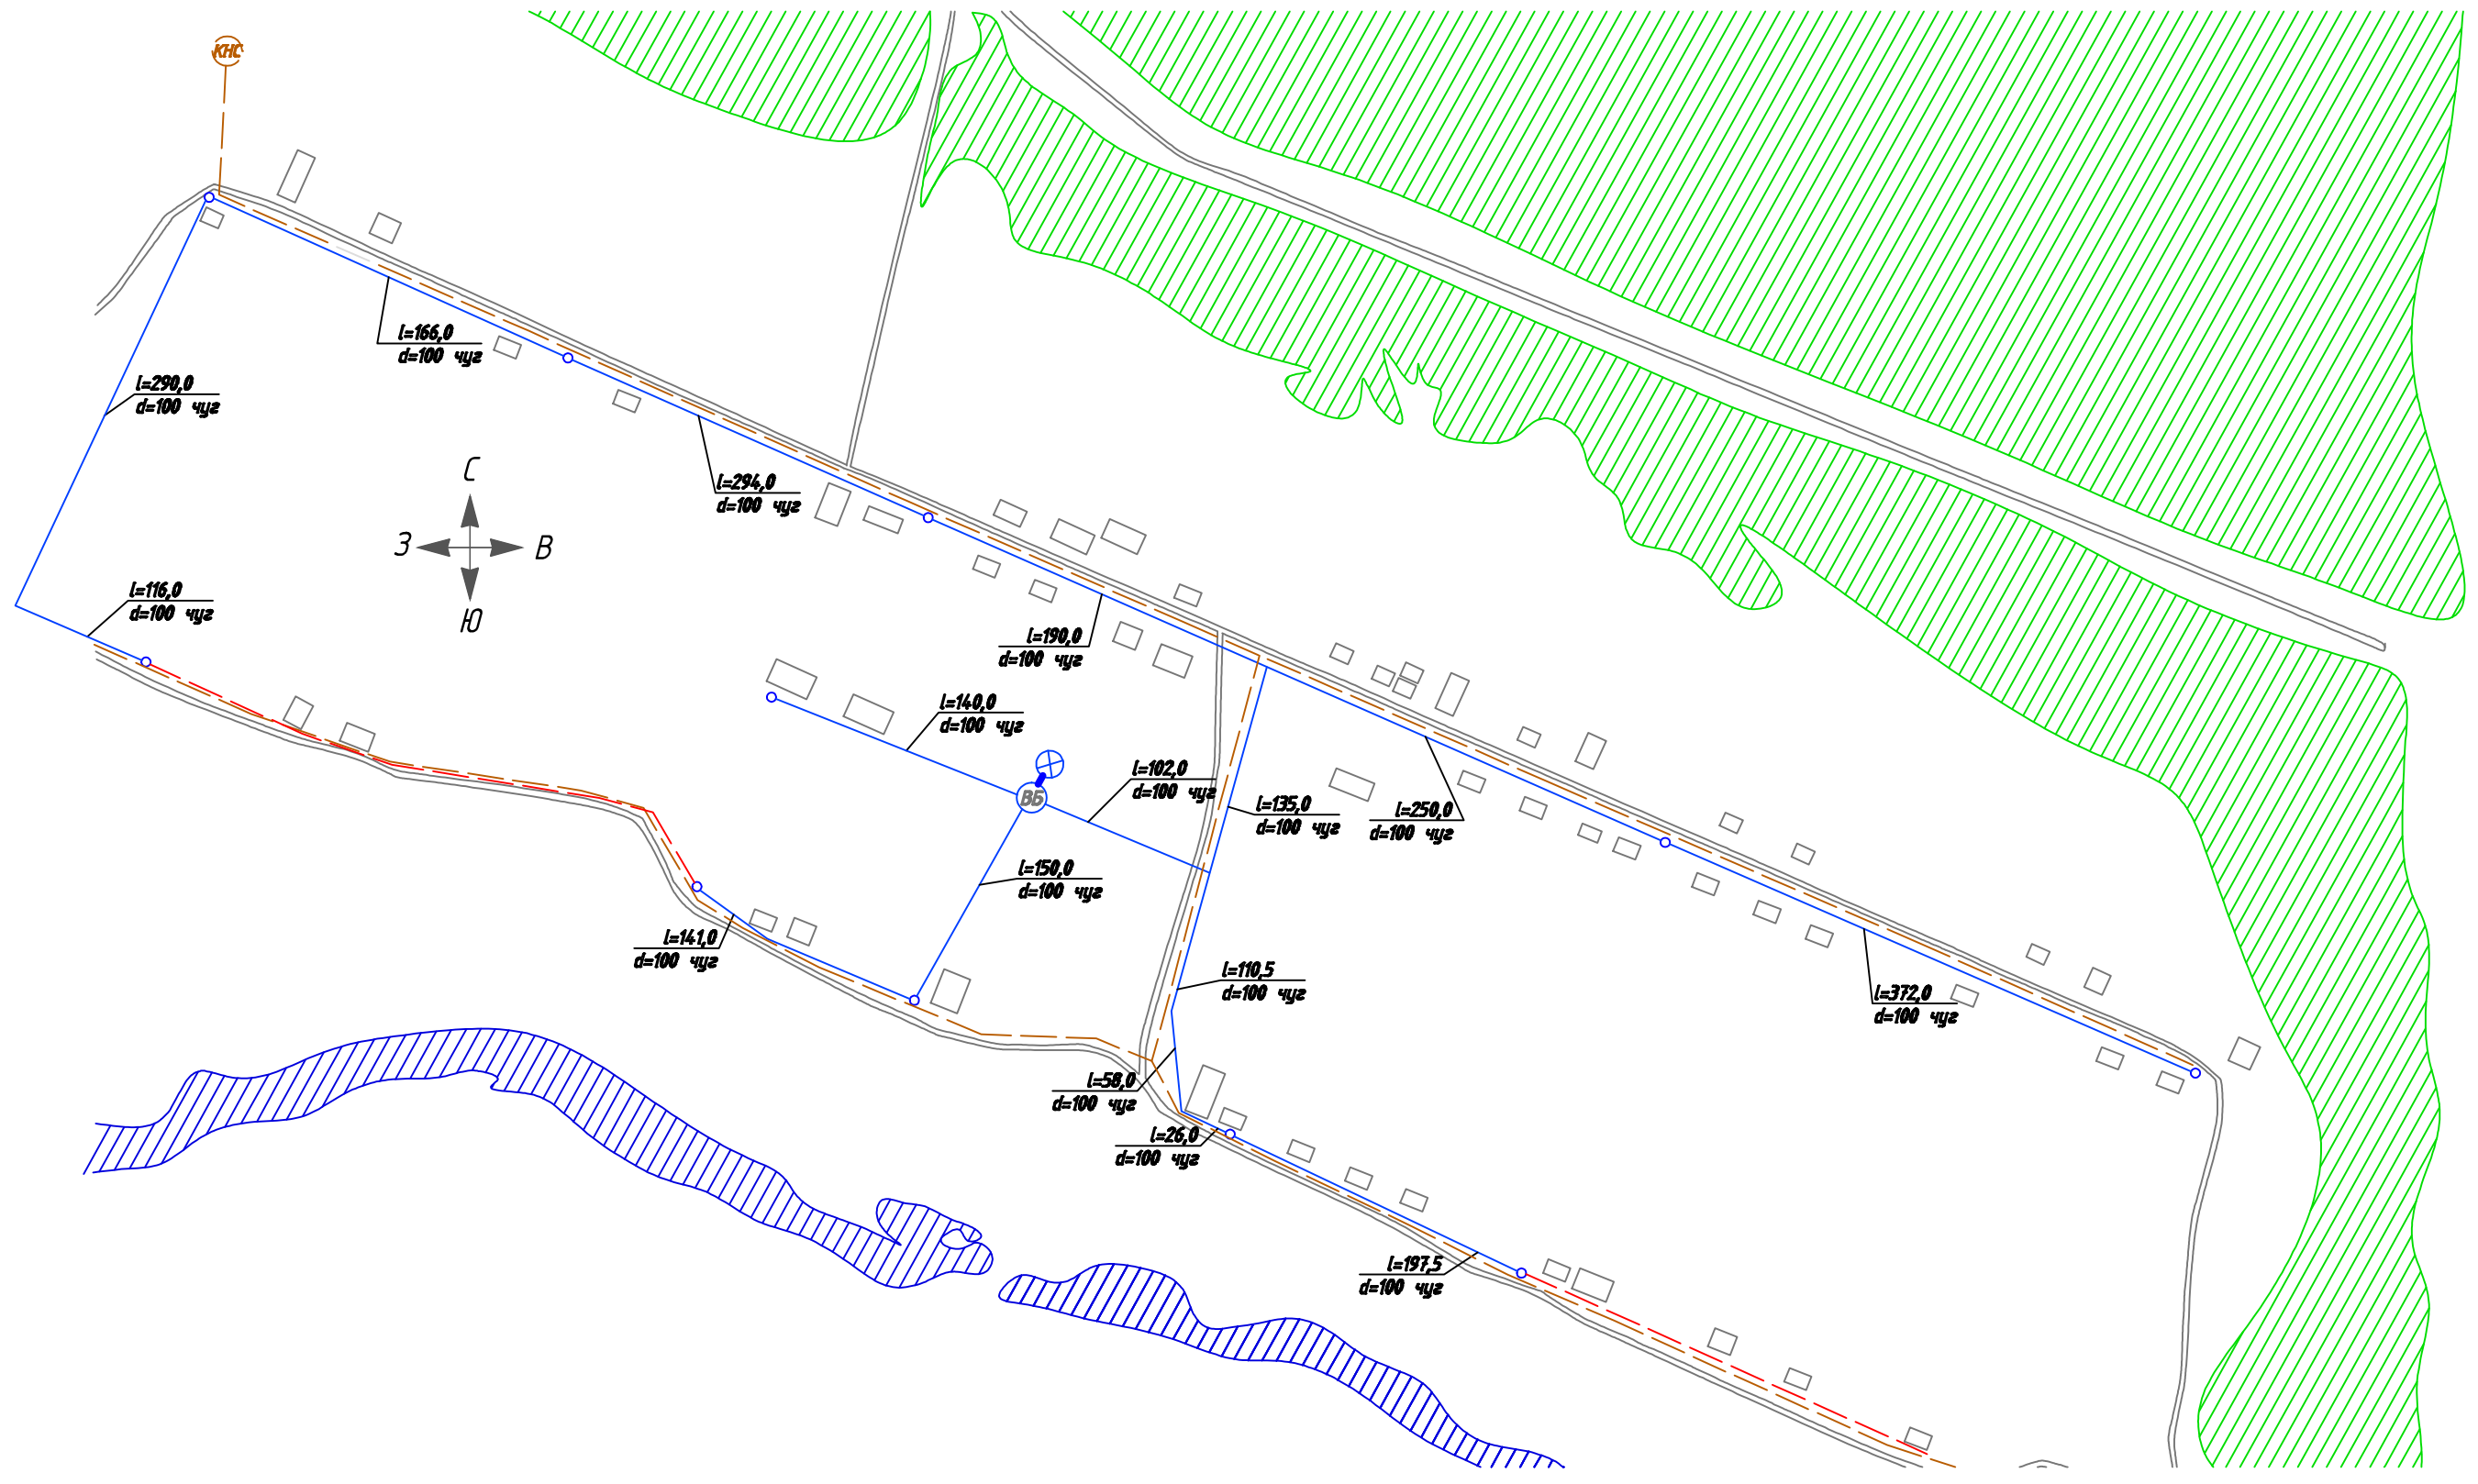 КНС
l=166,0
d=100 чуг
l=290,0
d=100 чуг
l=294,0
d=100 чуг
С
З
В
Ю
l=116,0
d=100 чуг
l=190,0
d=100 чуг
l=140,0
d=100 чуг
l=102,0
d=100 чуг
ВБ
l=135,0
d=100 чуг
l=250,0
d=100 чуг
l=150,0
d=100 чуг
l=141,0
d=100 чуг
l=110,5
d=100 чуг
l=372,0
d=100 чуг
l=58,0
d=100 чуг
l=26,0
d=100 чуг
l=197,5
d=100 чуг